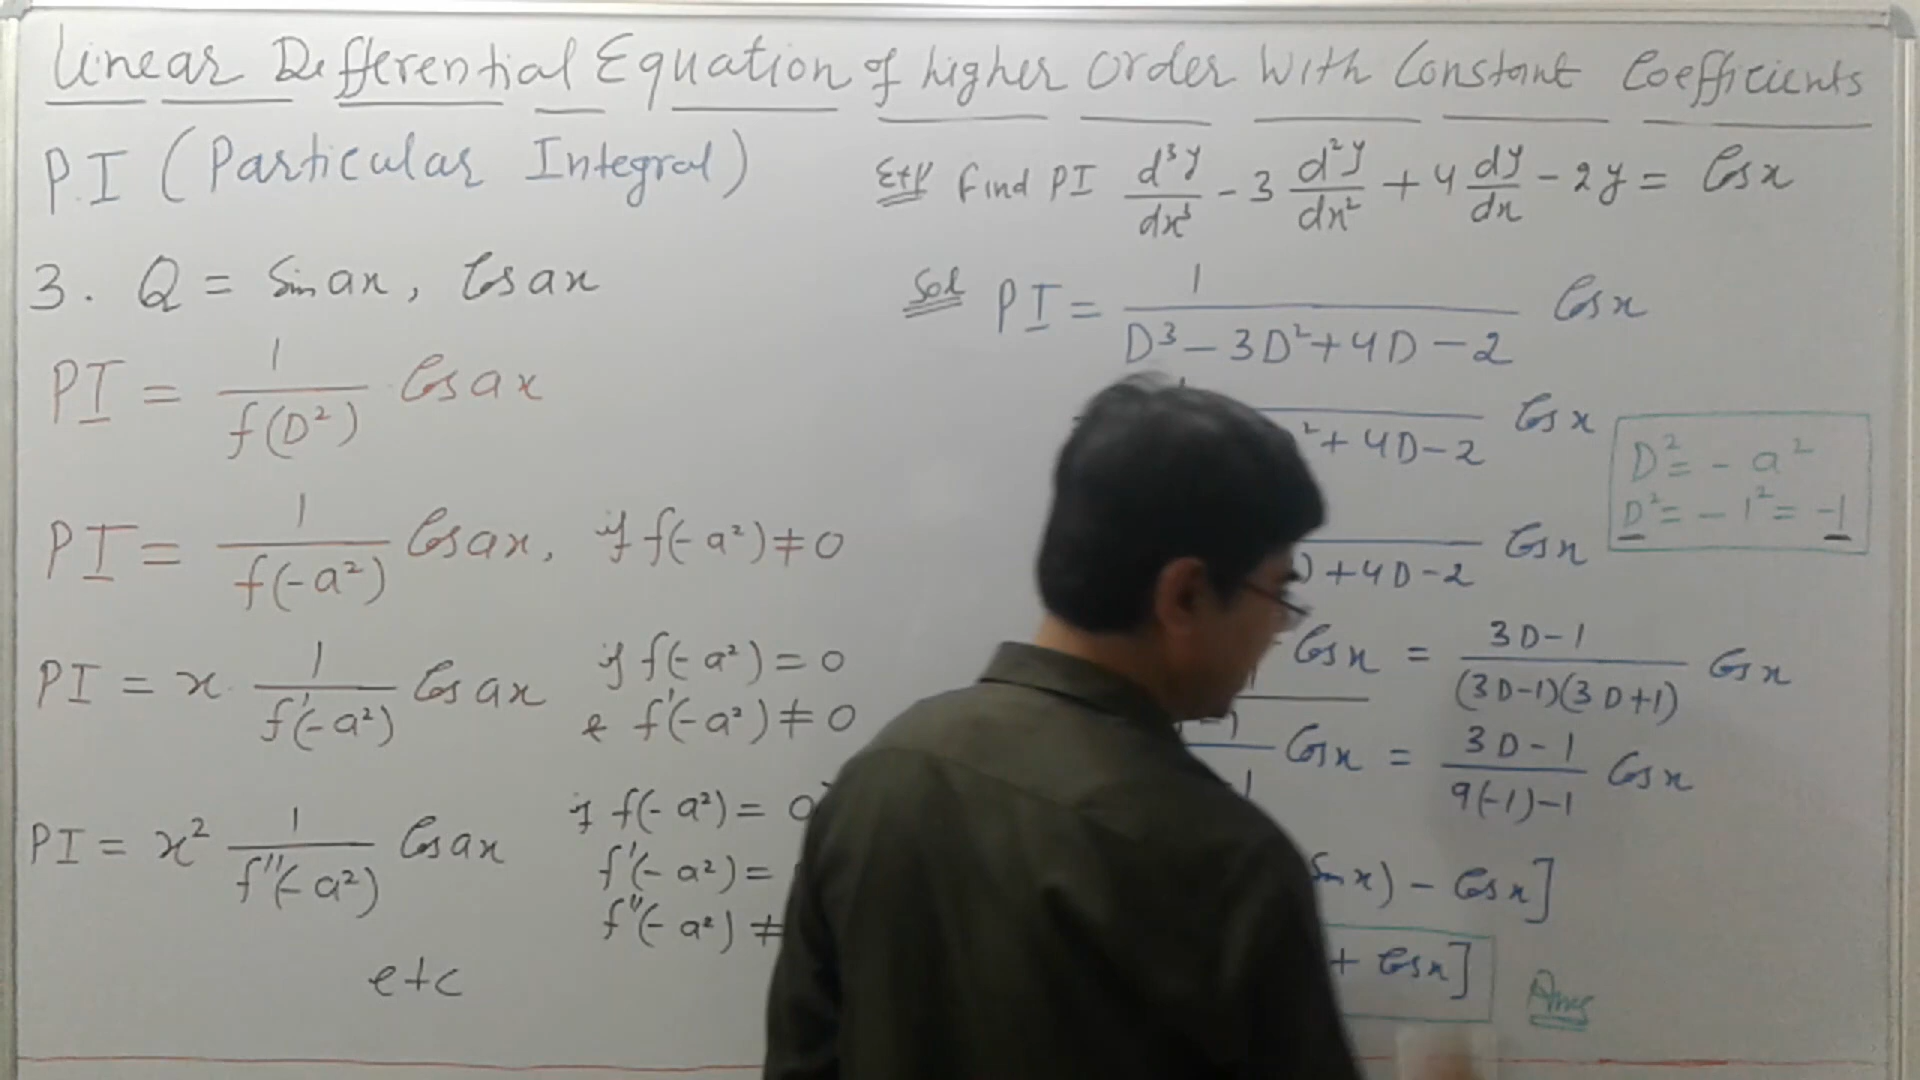 Linear Differential Equation of higher order with Constant Coefficients
P.I (Particular Integral)
3. Q = Sin ax, Cos ax
PI = 1/f(D²) Cos ax
PI = 1/f(-a²) Cos ax, if f(-a²) ≠ 0
PI = x. 1/f'(-a²) Cos ax if f(-a²) = 0
& f'(-a²) ≠ 0
PI = x² 1/f''(-a²) Cos ax if f(-a²) = 0
f'(-a²) =
f''(-a²) ≠
etc
Find PI d³y/dx³ - 3 d²y/dx² + 4 dy/dx - 2y = Cos x
Sol PI = 1/(D³ - 3D² + 4D - 2) Cos x
² + 4D - 2 Cos x
D² = - a²
D² = - 1² = -1
) + 4D - 2 Cos x
Cos x = (3D-1)/((3D-1)(3D+1)) Cos x
Cos x = (3D-1)/(9(-1)-1) Cos x
Sin x) - Cos x]
+ Cos x] Ans